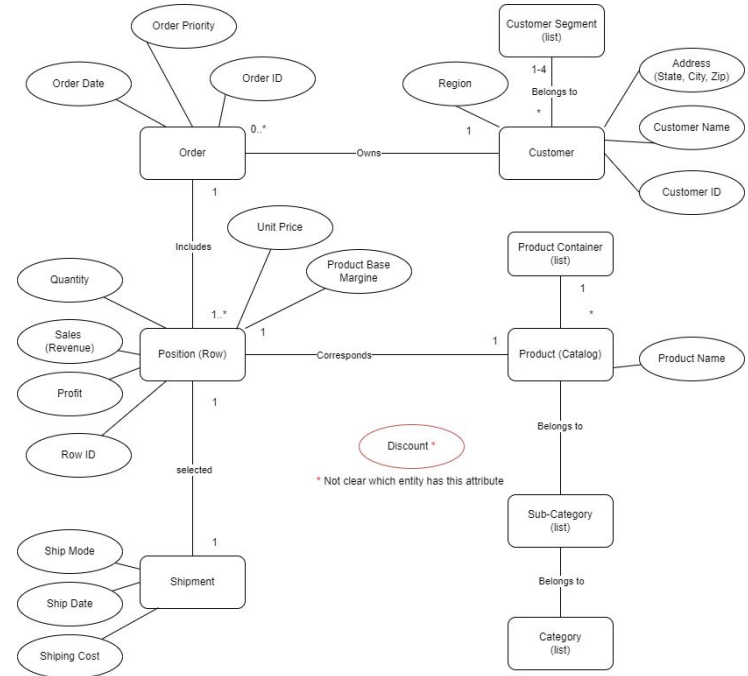 Order Priority
Customer Segment
(list)
Order Date
Order ID
Region
1-4
Belongs to
*
Address
(State, City, Zip)
Customer Name
Customer ID
0..*
1
Order
Owns
Customer
1
Includes
Unit Price
Product Base
Margine
Product Container
(list)
1
*
Quantity
1..*
1
1
Sales
(Revenue)
Position (Row)
Corresponds
Product (Catalog)
Product Name
Profit
1
Row ID
Discount *
* Not clear which entity has this attribute
Belongs to
selected
Sub-Category
(list)
1
Ship Mode
Shipment
Ship Date
Shiping Cost
Belongs to
Category
(list)